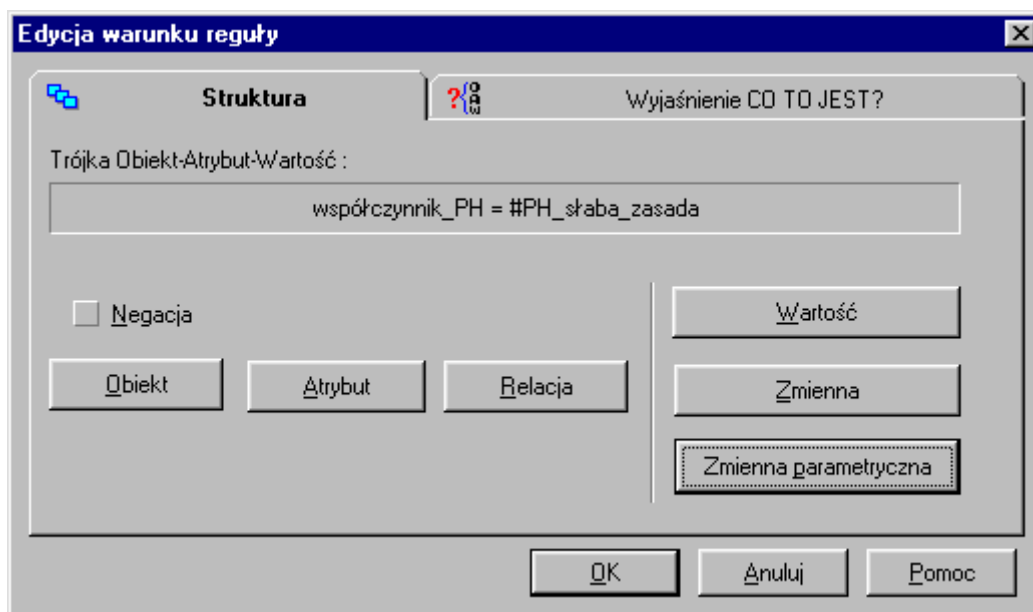 Edycja warunku reguły
Struktura
Wyjaśnienie CO TO JEST?
Trójka Obiekt-Atrybut-Wartość :
współczynnik_PH = #PH_słaba_zasada
Negacja
Obiekt
Atrybut
Relacja
Wartość
Zmienna
Zmienna parametryczna
OK
Anuluj
Pomoc